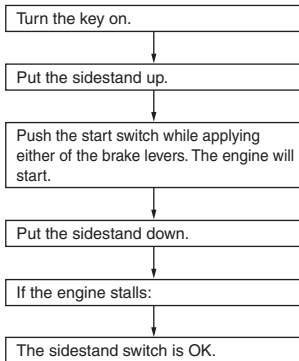 Turn the key on.
Put the sidestand up.
Push the start switch while applying
either of the brake levers. The engine will
start.
Put the sidestand down.
If the engine stalls:
The sidestand switch is OK.